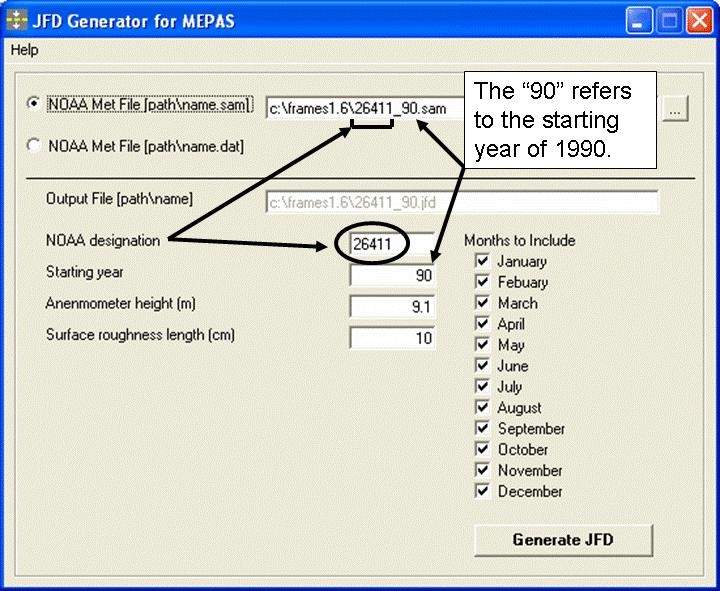 JFD Generator for MEPAS
Help
NOAA Met File [path\name.sam]
c:\frames1.6\26411_90.sam
...
The “90” refers
to the starting
year of 1990.
NOAA Met File [path\name.dat]
Output File [path\name]
c:\frames1.6\26411_90.jfd
NOAA designation
26411
Starting year
90
Anenmometer height (m)
9.1
Surface roughness length (cm)
10
Months to Include
January
Febuary
March
April
May
June
July
August
September
October
November
December
Generate JFD